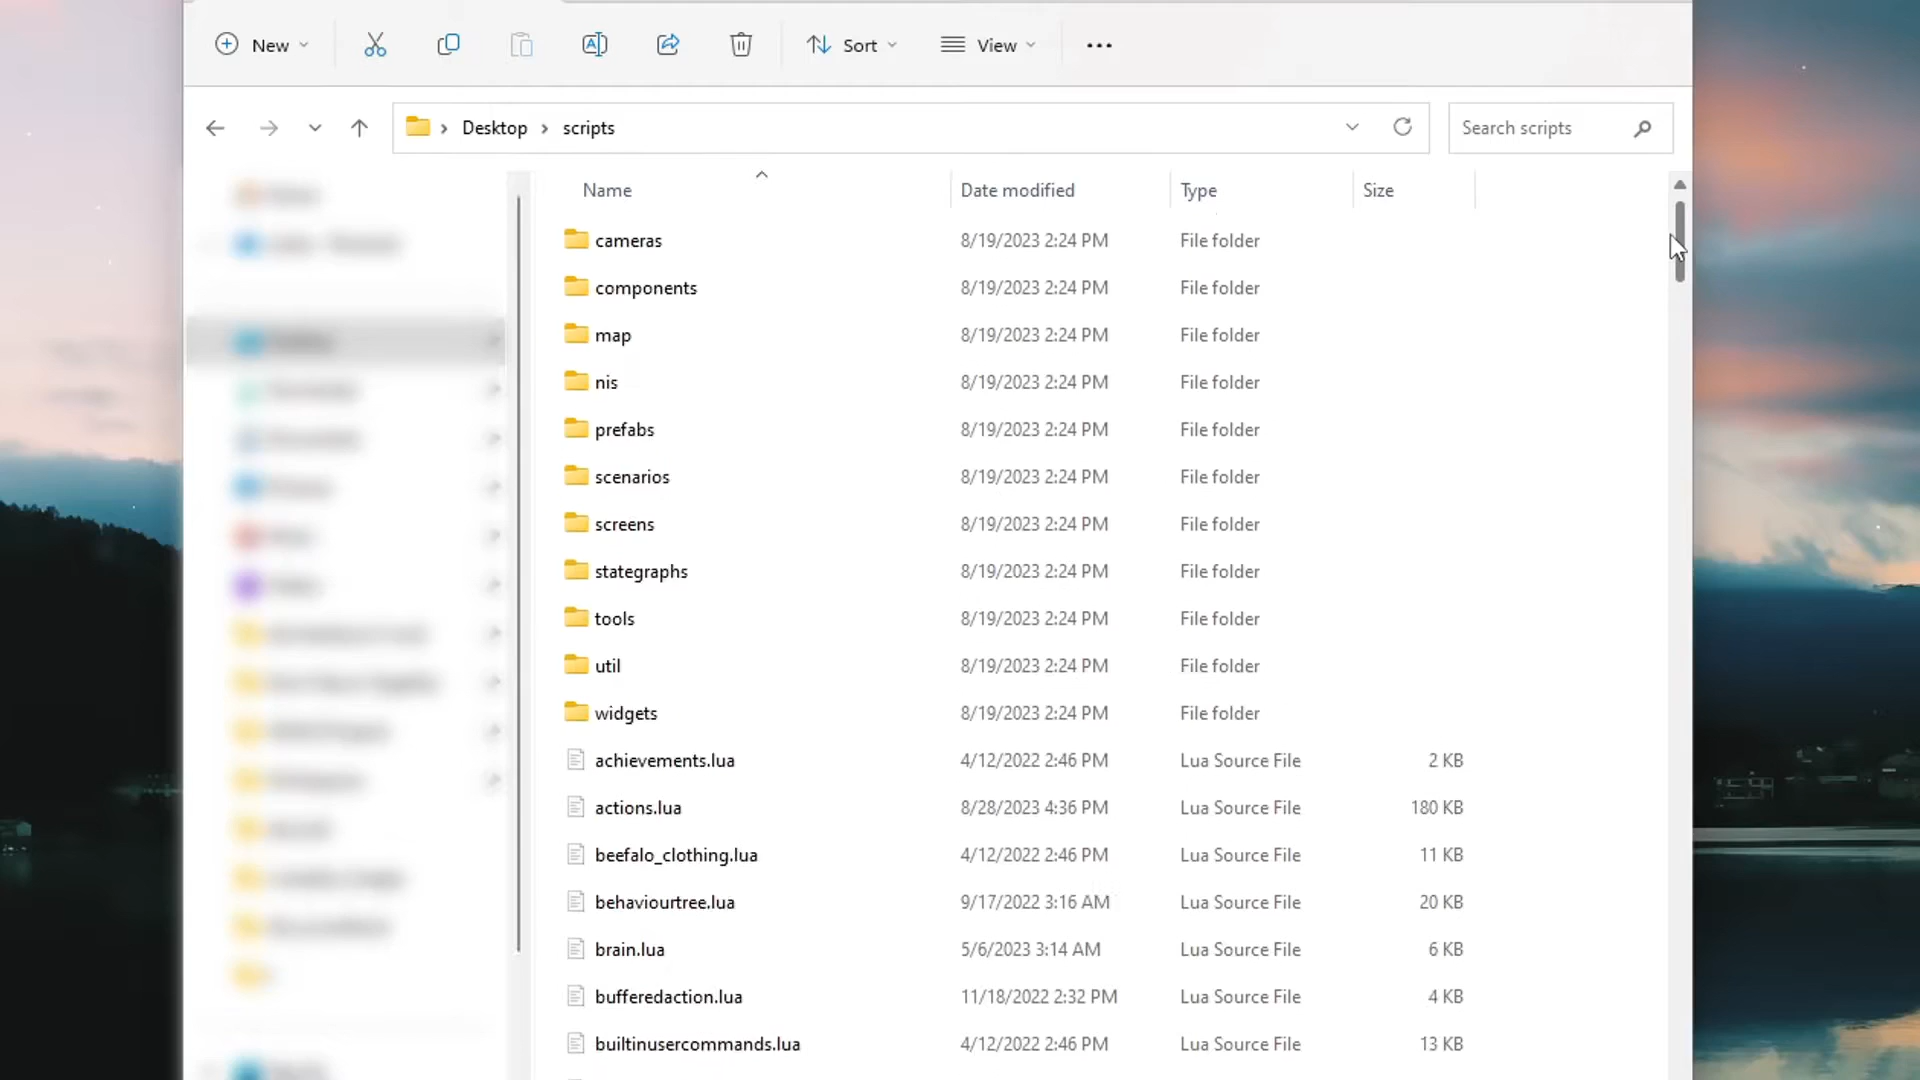 New Sort View
Desktop scripts Search scripts
Name Date modified Type Size
cameras 8/19/2023 2:24 PM File folder
components 8/19/2023 2:24 PM File folder
map 8/19/2023 2:24 PM File folder
nis 8/19/2023 2:24 PM File folder
prefabs 8/19/2023 2:24 PM File folder
scenarios 8/19/2023 2:24 PM File folder
screens 8/19/2023 2:24 PM File folder
stategraphs 8/19/2023 2:24 PM File folder
tools 8/19/2023 2:24 PM File folder
util 8/19/2023 2:24 PM File folder
widgets 8/19/2023 2:24 PM File folder
achievements.lua 4/12/2022 2:46 PM Lua Source File 2 KB
actions.lua 8/28/2023 4:36 PM Lua Source File 180 KB
beefalo_clothing.lua 4/12/2022 2:46 PM Lua Source File 11 KB
behaviourtree.lua 9/17/2022 3:16 AM Lua Source File 20 KB
brain.lua 5/6/2023 3:14 AM Lua Source File 6 KB
bufferedaction.lua 11/18/2022 2:32 PM Lua Source File 4 KB
builtinusercommands.lua 4/12/2022 2:46 PM Lua Source File 13 KB